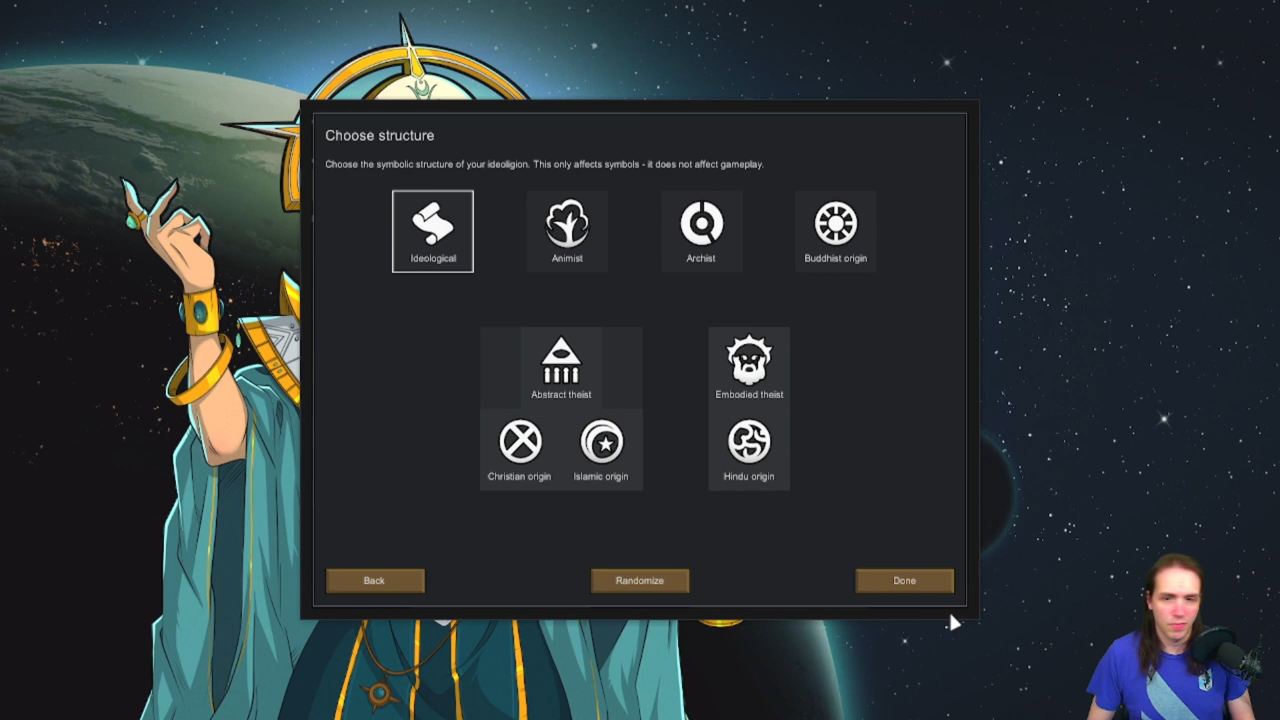 Choose structure
Choose the symbolic structure of your ideoligion. This only affects symbols - it does not affect gameplay.
Ideological
Animist
Archist
Buddhist origin
Abstract theist
Embodied theist
Christian origin
Islamic origin
Hindu origin
Back
Randomize
Done